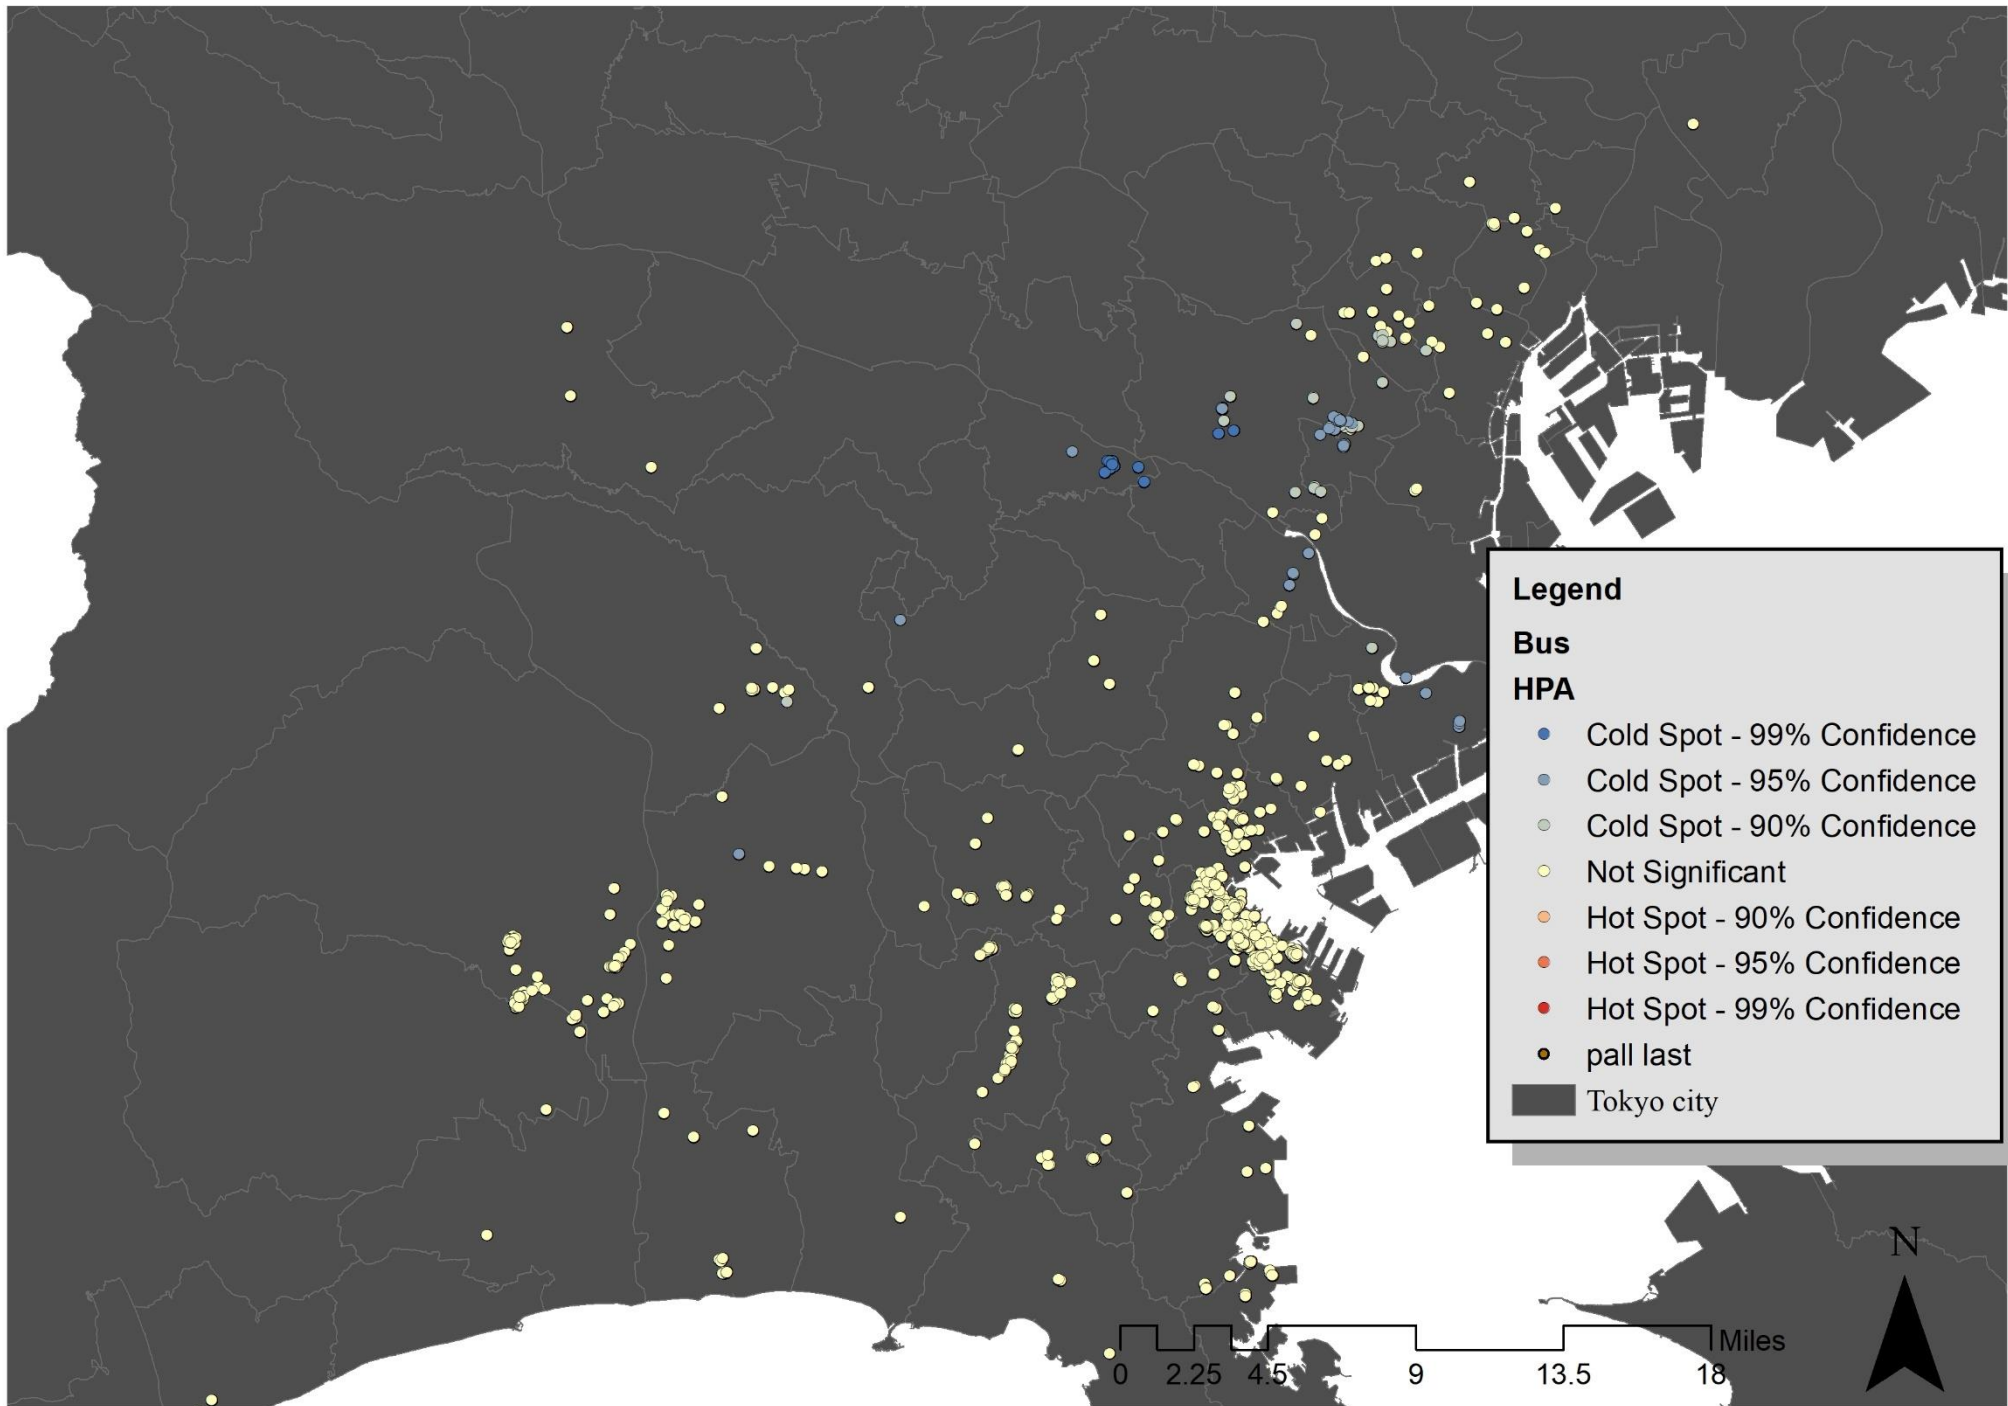 Legend
Bus
HPA
Cold Spot - 99% Confidence
Cold Spot - 95% Confidence
Cold Spot - 90% Confidence
Not Significant
Hot Spot - 90% Confidence
Hot Spot - 95% Confidence
Hot Spot - 99% Confidence
pall last
Tokyo city
N
Miles
0 2.25 4.5 9 13.5 18